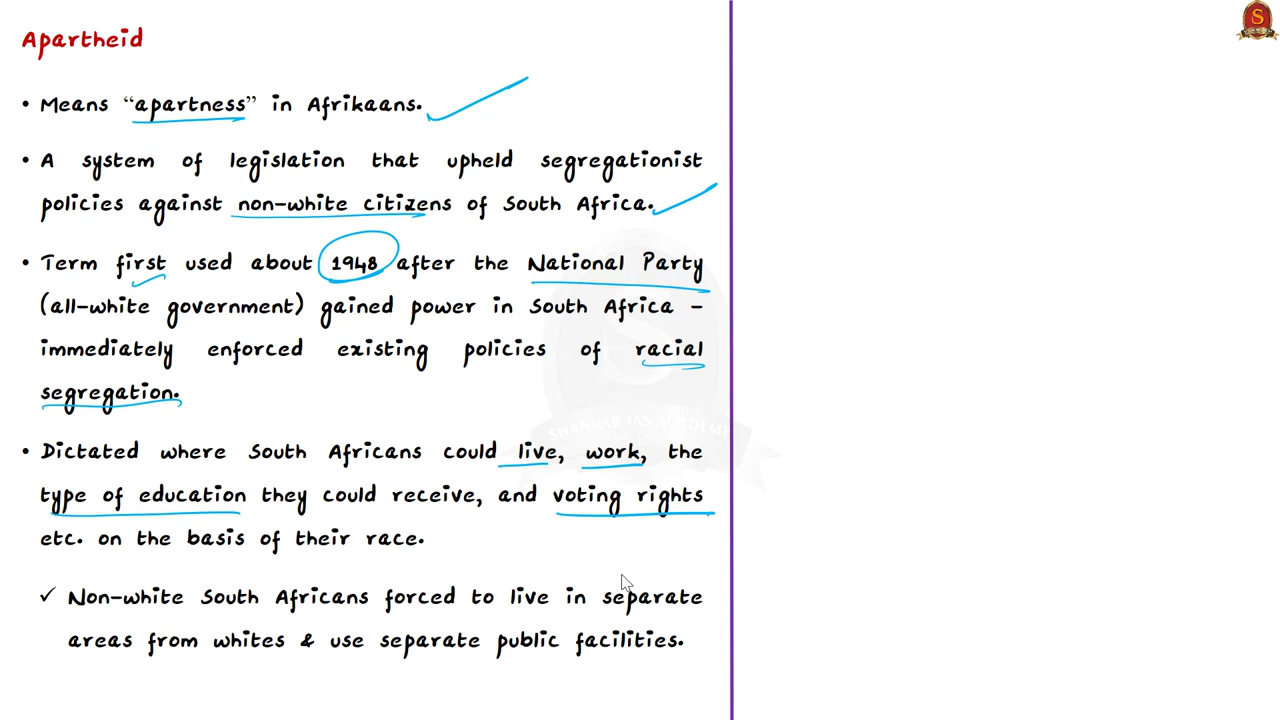 Apartheid
• Means “apartness” in Afrikaans.
• A system of legislation that upheld segregationist
policies against non-white citizens of South Africa.
• Term first used about 1948 after the National Party
(all-white government) gained power in South Africa –
immediately enforced existing policies of racial
segregation.
• Dictated where South Africans could live, work, the
type of education they could receive, and voting rights
etc. on the basis of their race.
✓ Non-white South Africans forced to live in separate
areas from whites & use separate public facilities.
SHANKAR IAS ACADEMY
S